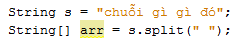 String s = "chuỗi gì gì đó";
String[] arr = s.split(" ");